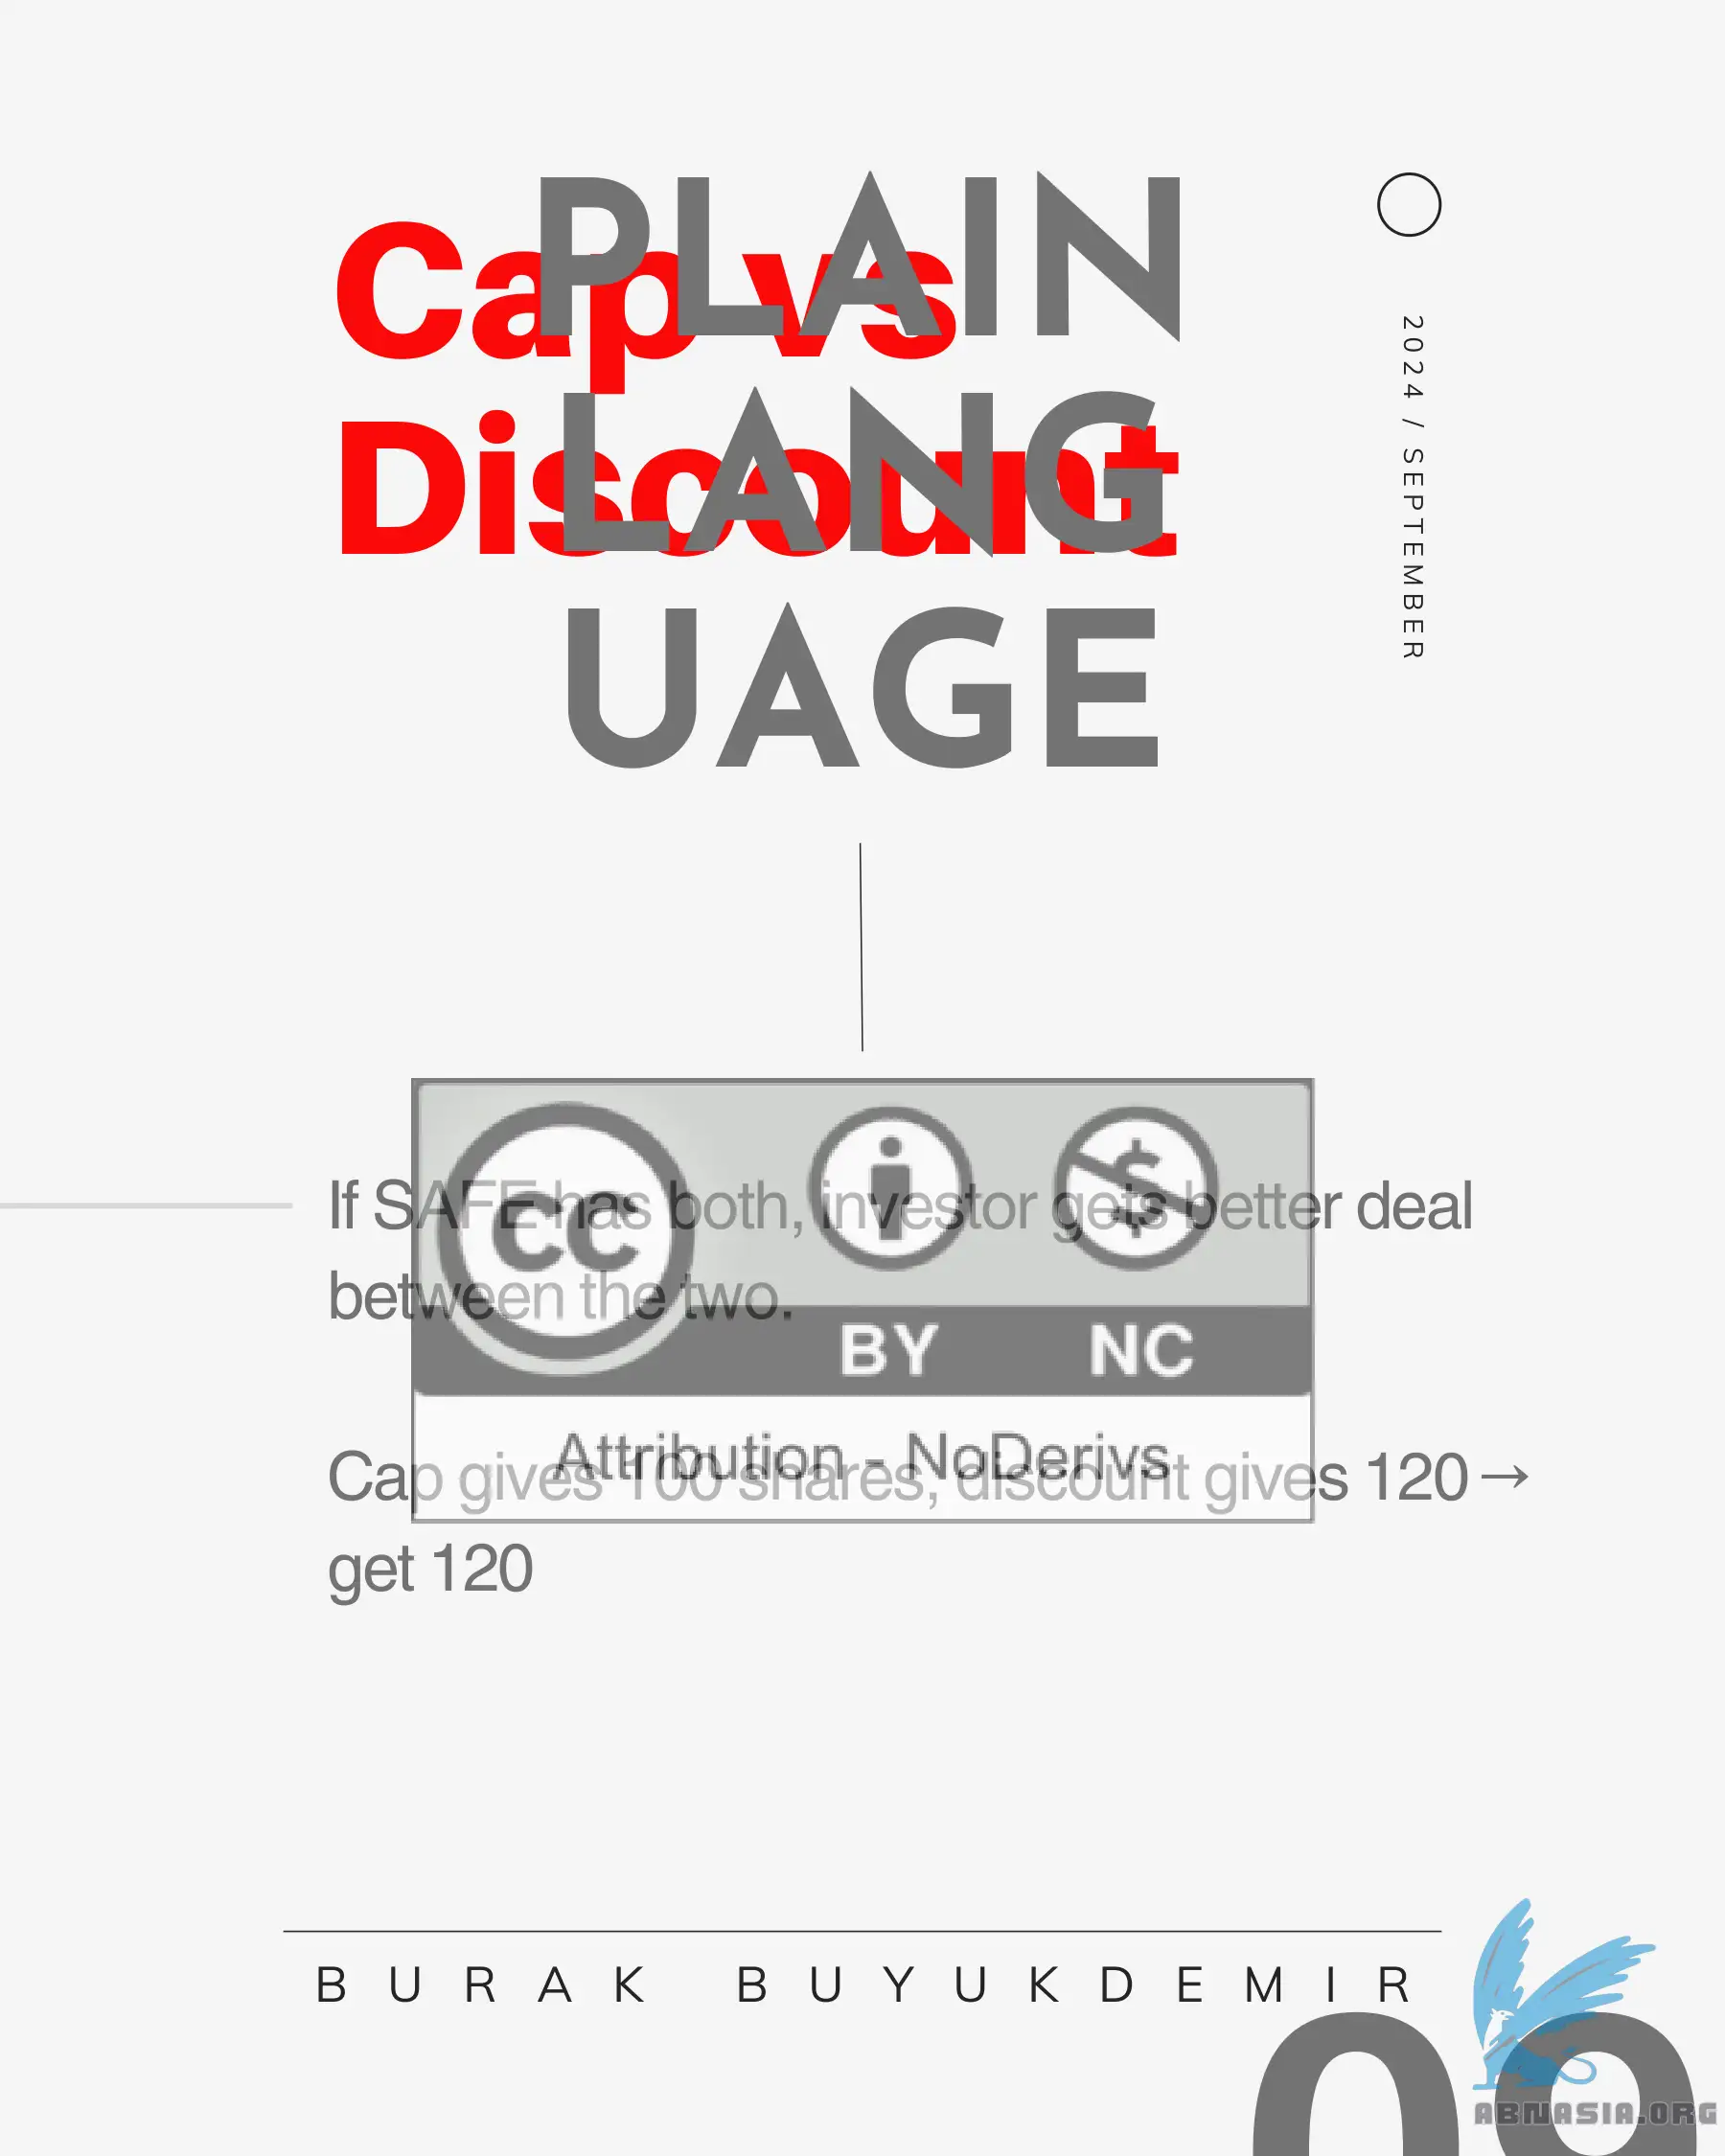 PLAIN
LANG
UAGE
Cap vs
Discount
2024 / SEPTEMBER
cc
BY NC
Attribution - NoDerivs
If SAFE has both, investor gets better deal
between the two.
Cap gives 100 shares, discount gives 120→
get 120
BURAK BUYUKDEMIR
ABNASIA.ORG